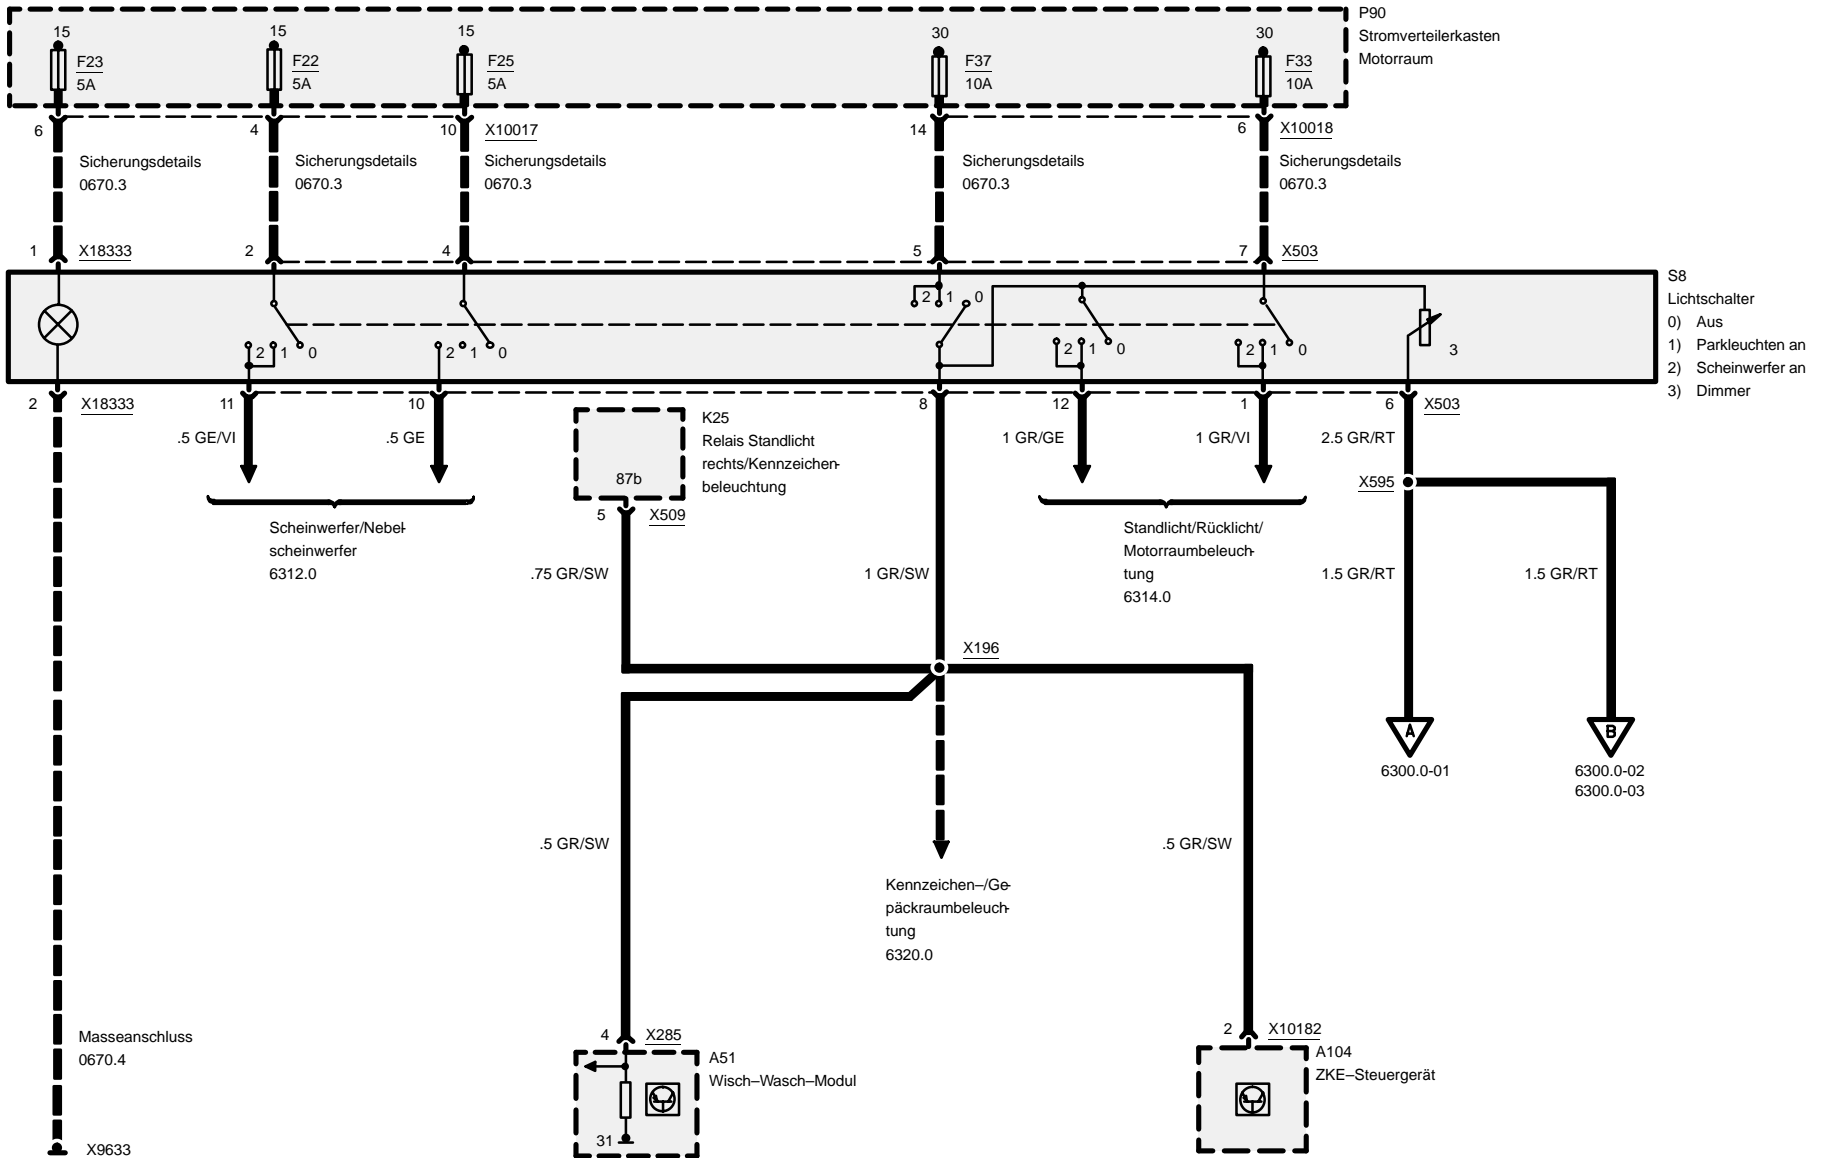 P90
Stromverteilerkasten
Motorraum
15 15 15 30 30
F23 F22 F25 F37 F33
5A 5A 5A 10A 10A
6 4 10 X10017 14 6 X10018
Sicherungsdetails Sicherungsdetails Sicherungsdetails Sicherungsdetails Sicherungsdetails
0670.3 0670.3 0670.3 0670.3 0670.3
1 X18333 2 4 5 7 X503
S8
Lichtschalter
0) Aus
1) Parkleuchten an
2) Scheinwerfer an
3) Dimmer
2 1 0
2 1 0 2 1 0 2 1 0 2 1 0 3
2 X18333 11 10 8 12 1 6 X503
.5 GE/VI .5 GE 1 GR/GE 1 GR/VI 2.5 GR/RT
K25
Relais Standlicht
rechts/Kennzeichen-
beleuchtung
87b
5 X509
X595
Scheinwerfer/Nebel-
scheinwerfer
6312.0
Standlicht/Rücklicht/
Motorraumbeleuch-
tung
6314.0
.75 GR/SW 1 GR/SW 1.5 GR/RT 1.5 GR/RT
X196
A B
6300.0-01 6300.0-02
6300.0-03
.5 GR/SW .5 GR/SW
Kennzeichen–/Ge-
päckraumbeleuch-
tung
6320.0
Masseanschluss
0670.4
4 X285 2 X10182
A51
Wisch–Wasch–Modul
A104
ZKE–Steuergerät
31
X9633